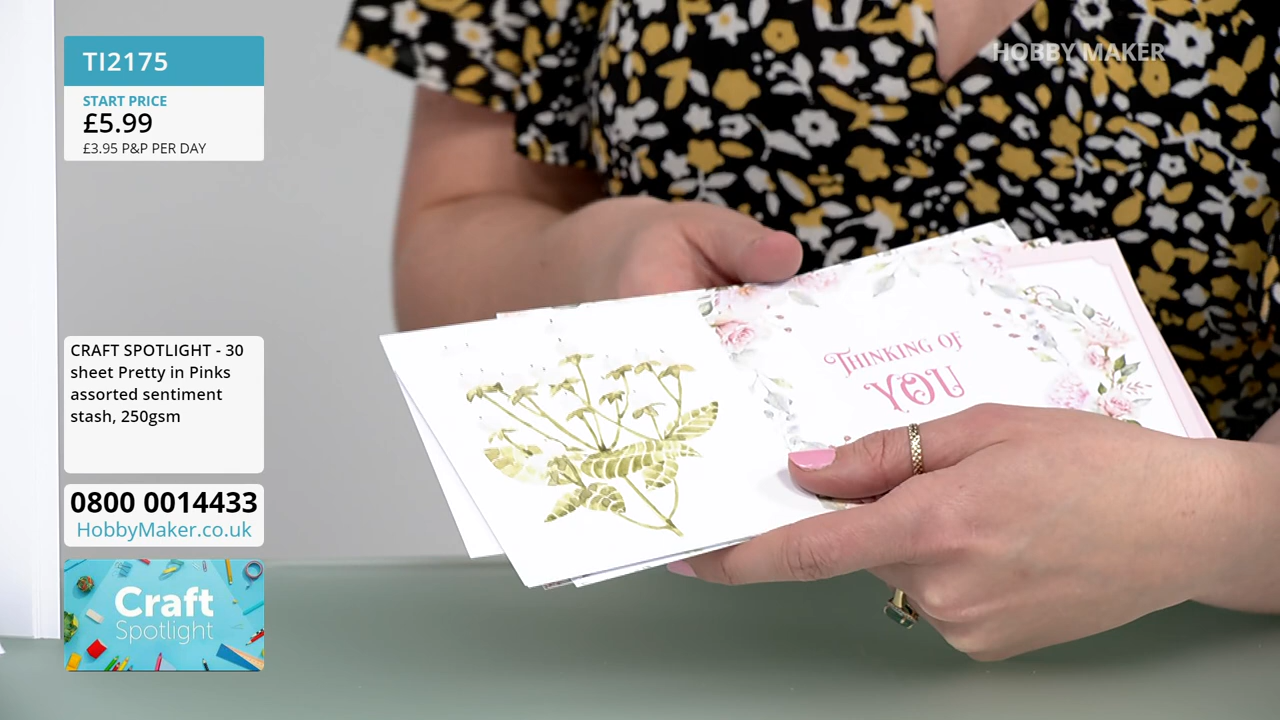 TI2175
START PRICE
£5.99
£3.95 P&P PER DAY
HOBBY MAKER
THINKING OF
YOU
CRAFT SPOTLIGHT - 30
sheet Pretty in Pinks
assorted sentiment
stash, 250gsm
0800 0014433
HobbyMaker.co.uk
Craft
Spotlight